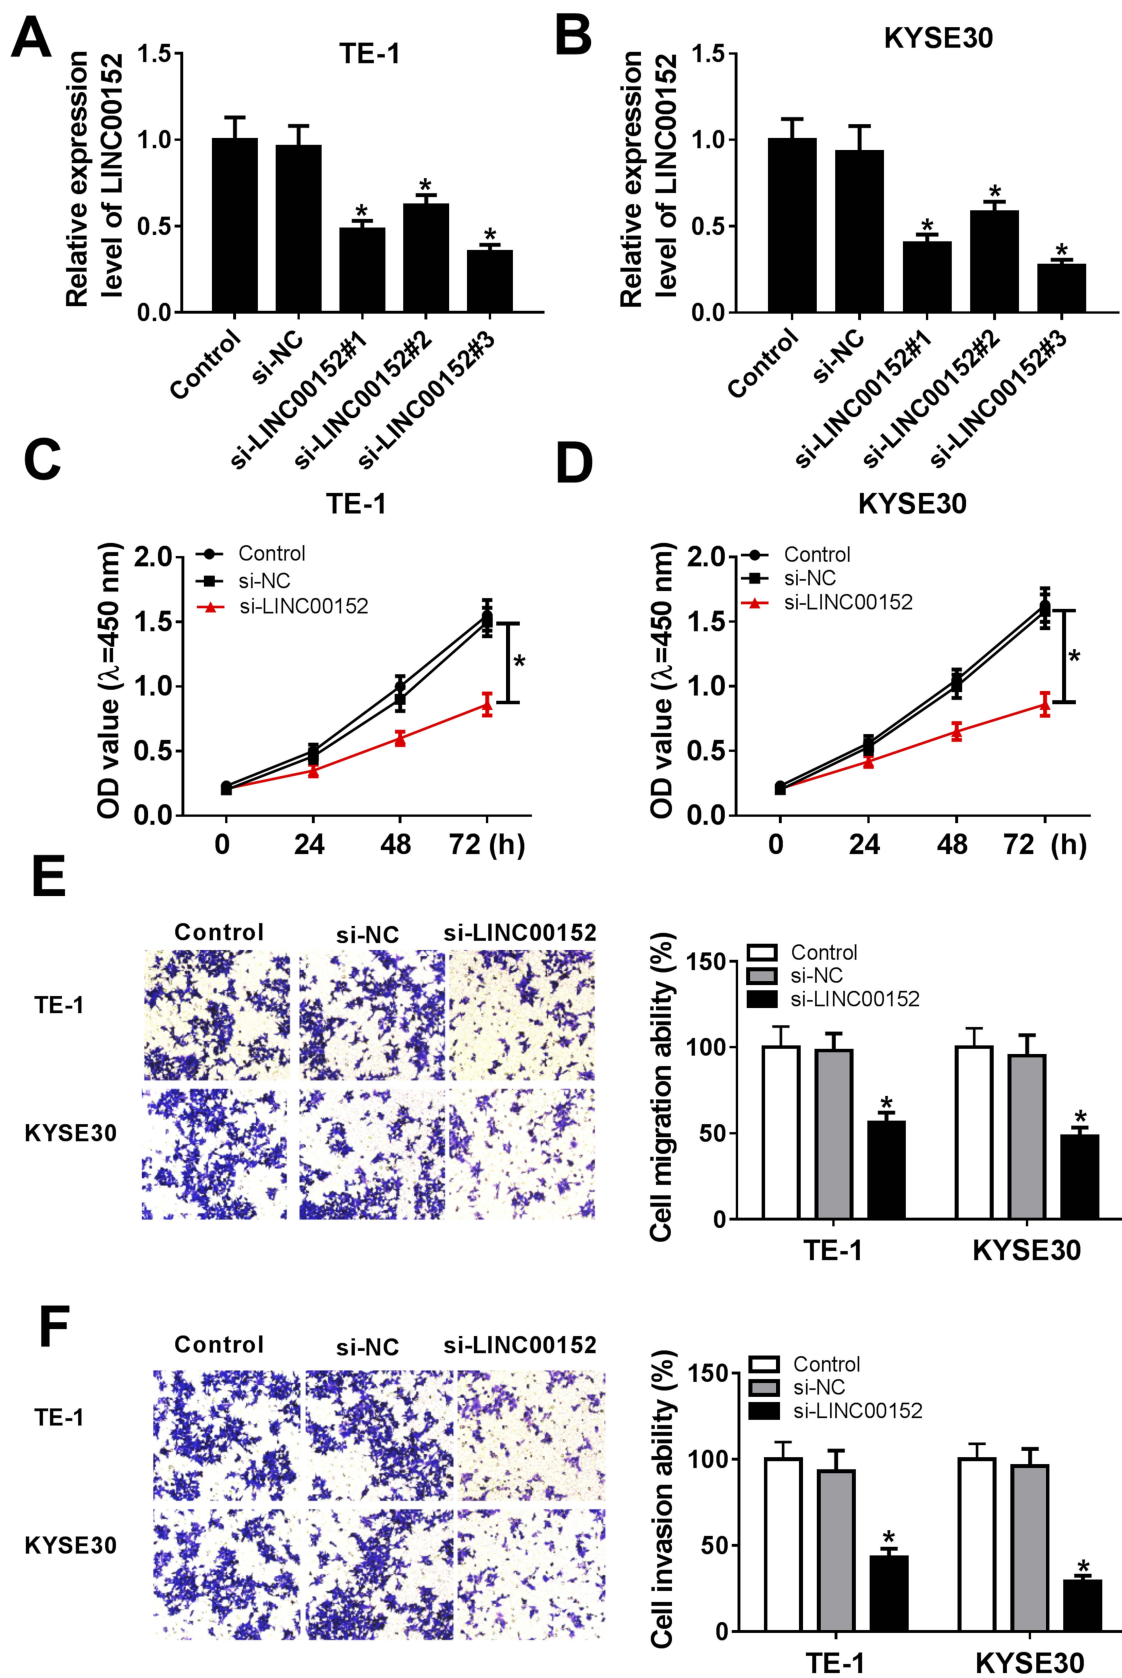 A
TE-1
Relative expression
level of LINC00152
1.5
1.0
0.5
0.0
*
*
*
Control
si-NC
si-LINC00152#1
si-LINC00152#2
si-LINC00152#3
B
KYSE30
Relative expression
level of LINC00152
1.5
1.0
0.5
0.0
*
*
*
Control
si-NC
si-LINC00152#1
si-LINC00152#2
si-LINC00152#3
C
TE-1
OD value (λ=450 nm)
2.0
1.5
1.0
0.5
0.0
Control
si-NC
si-LINC00152
*
0 24 48 72 (h)
D
KYSE30
OD value (λ=450 nm)
2.0
1.5
1.0
0.5
0.0
Control
si-NC
si-LINC00152
*
0 24 48 72 (h)
E
Control si-NC si-LINC00152
TE-1
KYSE30
Cell migration ability (%)
150
100
50
0
Control
si-NC
si-LINC00152
*
*
TE-1 KYSE30
F
Control si-NC si-LINC00152
TE-1
KYSE30
Cell invasion ability (%)
150
100
50
0
Control
si-NC
si-LINC00152
*
*
TE-1 KYSE30